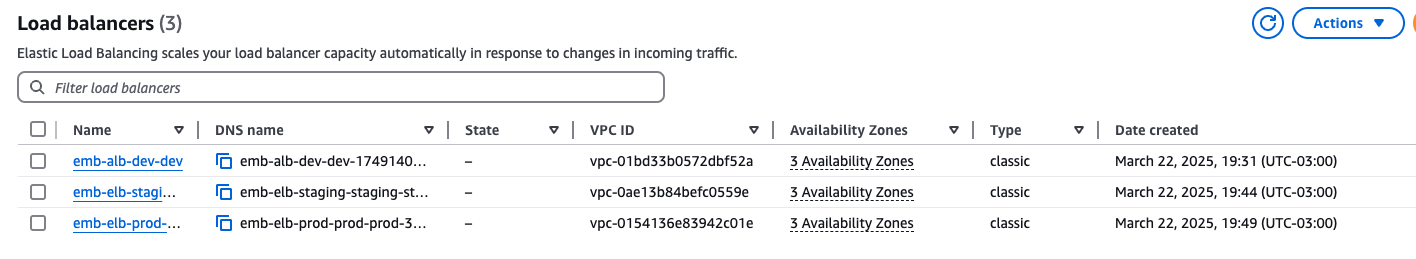 Load balancers (3)
Actions
Elastic Load Balancing scales your load balancer capacity automatically in response to changes in incoming traffic.
Filter load balancers
Name DNS name State VPC ID Availability Zones Type Date created
emb-alb-dev-dev emb-alb-dev-dev-1749140... – vpc-01bd33b0572dbf52a 3 Availability Zones classic March 22, 2025, 19:31 (UTC-03:00)
emb-elb-stagi... emb-elb-staging-staging-st... – vpc-0ae13b84befc0559e 3 Availability Zones classic March 22, 2025, 19:44 (UTC-03:00)
emb-elb-prod-... emb-elb-prod-prod-prod-3... – vpc-0154136e83942c01e 3 Availability Zones classic March 22, 2025, 19:49 (UTC-03:00)